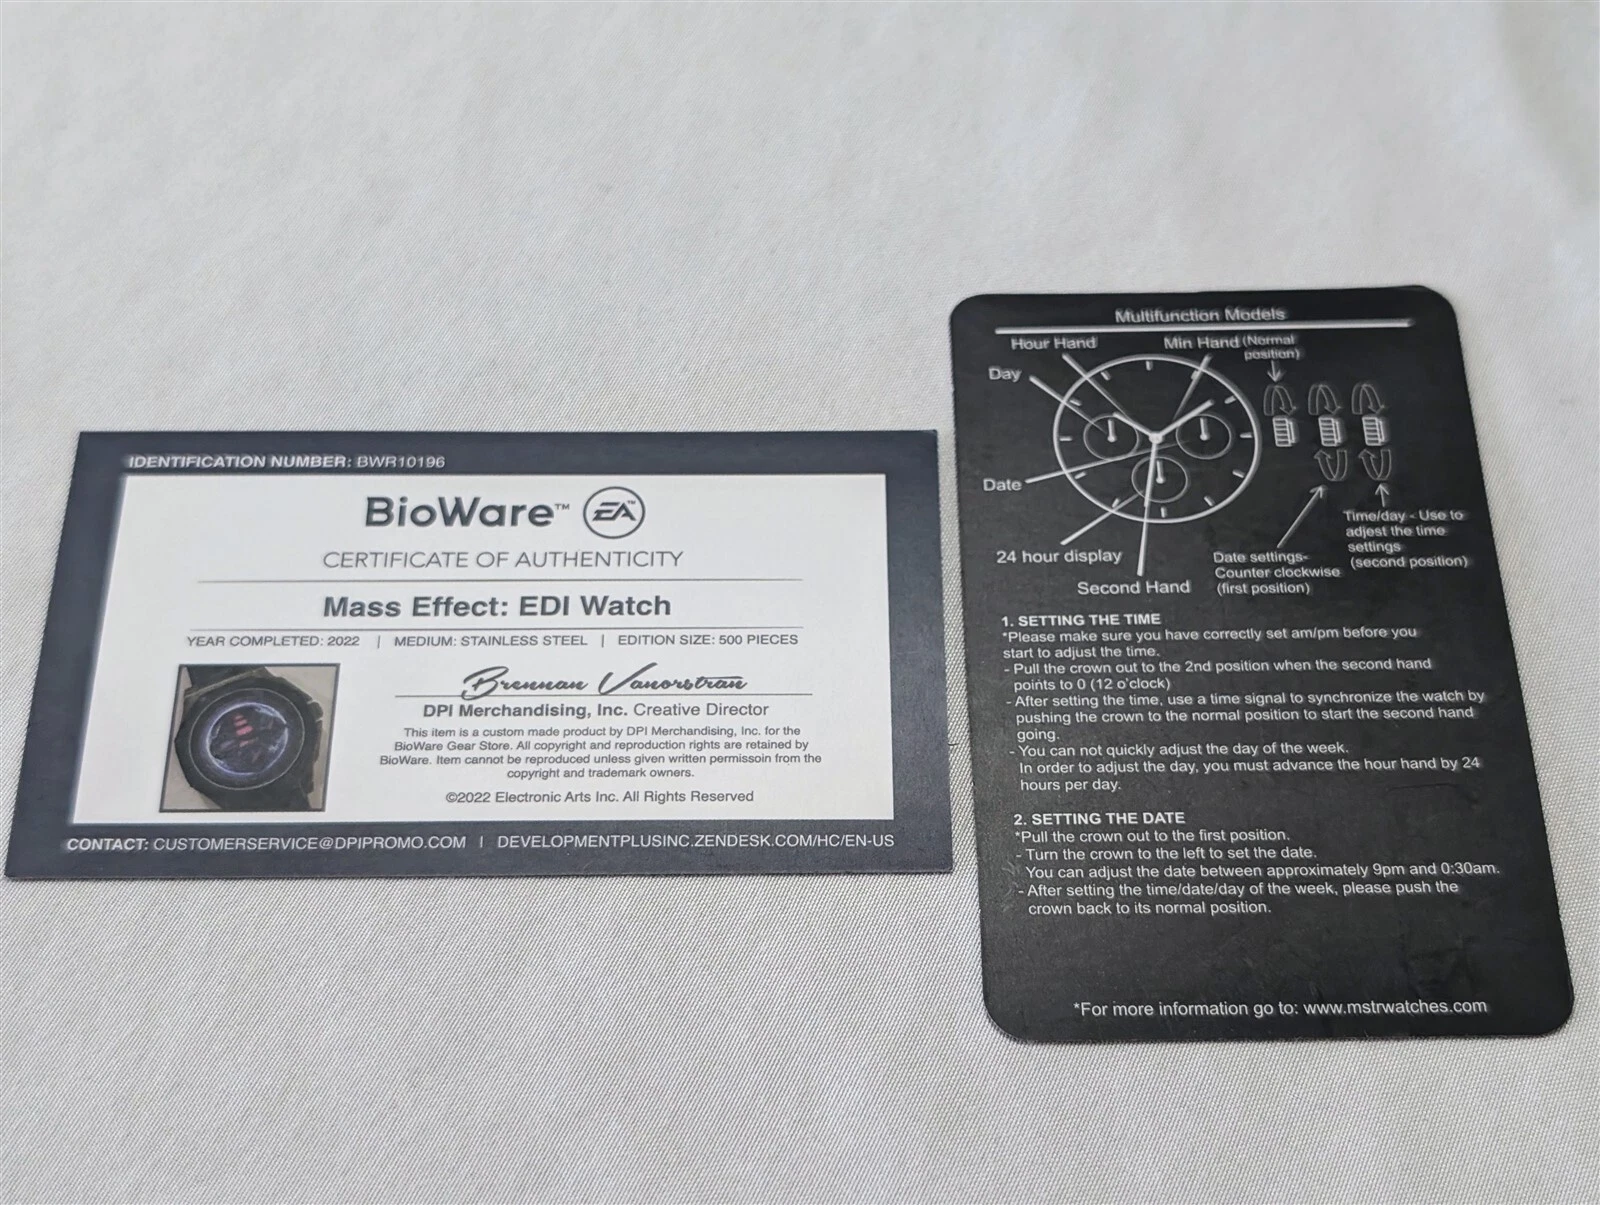 IDENTIFICATION NUMBER: BWR10196
BioWare™ EA™
CERTIFICATE OF AUTHENTICITY
Mass Effect: EDI Watch
YEAR COMPLETED: 2022 | MEDIUM: STAINLESS STEEL | EDITION SIZE: 500 PIECES
Brennan Vanorstran
DPI Merchandising, Inc. Creative Director
This item is a custom made product by DPI Merchandising, Inc. for the
BioWare Gear Store. All copyright and reproduction rights are retained by
BioWare. Item cannot be reproduced unless given written permissoin from the
copyright and trademark owners.
©2022 Electronic Arts Inc. All Rights Reserved
CONTACT: CUSTOMERSERVICE@DPIPROMO.COM | DEVELOPMENTPLUSINC.ZENDESK.COM/HC/EN-US
Multifunction Models
Hour Hand
Min Hand
(Normal
position)
Day
Date
24 hour display
Second Hand
Date settings-
Counter clockwise
(first position)
Time/day - Use to
adjest the time
settings
(second position)
1. SETTING THE TIME
*Please make sure you have correctly set am/pm before you
start to adjust the time.
- Pull the crown out to the 2nd position when the second hand
points to 0 (12 o'clock)
- After setting the time, use a time signal to synchronize the watch by
pushing the crown to the normal position to start the second hand
going.
- You can not quickly adjust the day of the week.
In order to adjust the day, you must advance the hour hand by 24
hours per day.
2. SETTING THE DATE
*Pull the crown out to the first position.
- Turn the crown to the left to set the date.
You can adjust the date between approximately 9pm and 0:30am.
- After setting the time/date/day of the week, please push the
crown back to its normal position.
*For more information go to: www.mstrwatches.com